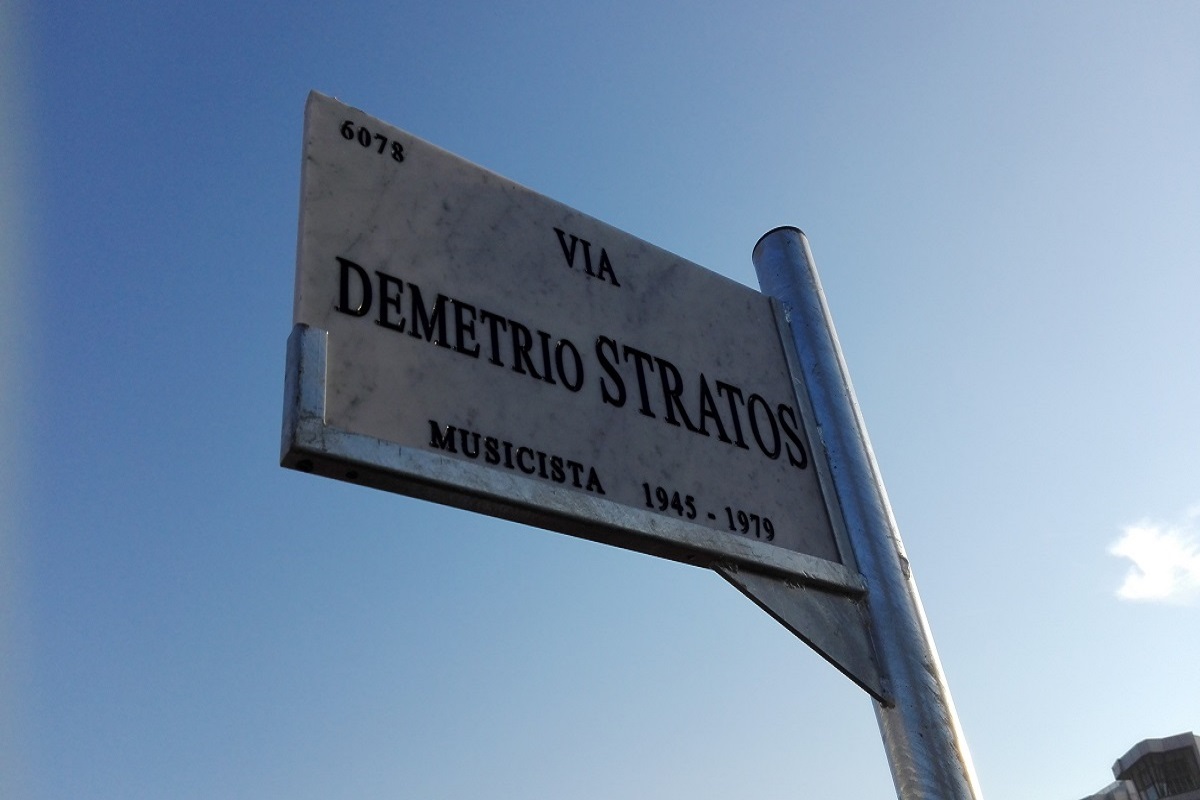 6078
VIA
DEMETRIO STRATOS
MUSICISTA 1945 - 1979